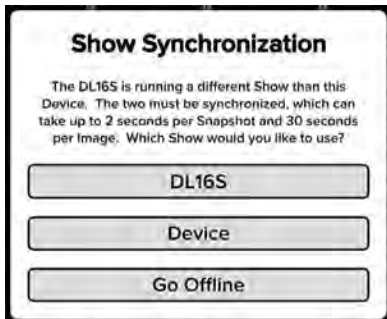 Show Synchronization
The DL16S is running a different Show than this
Device. The two must be synchronized, which can
take up to 2 seconds per Snapshot and 30 seconds
per Image. Which Show would you like to use?
DL16S
Device
Go Offline